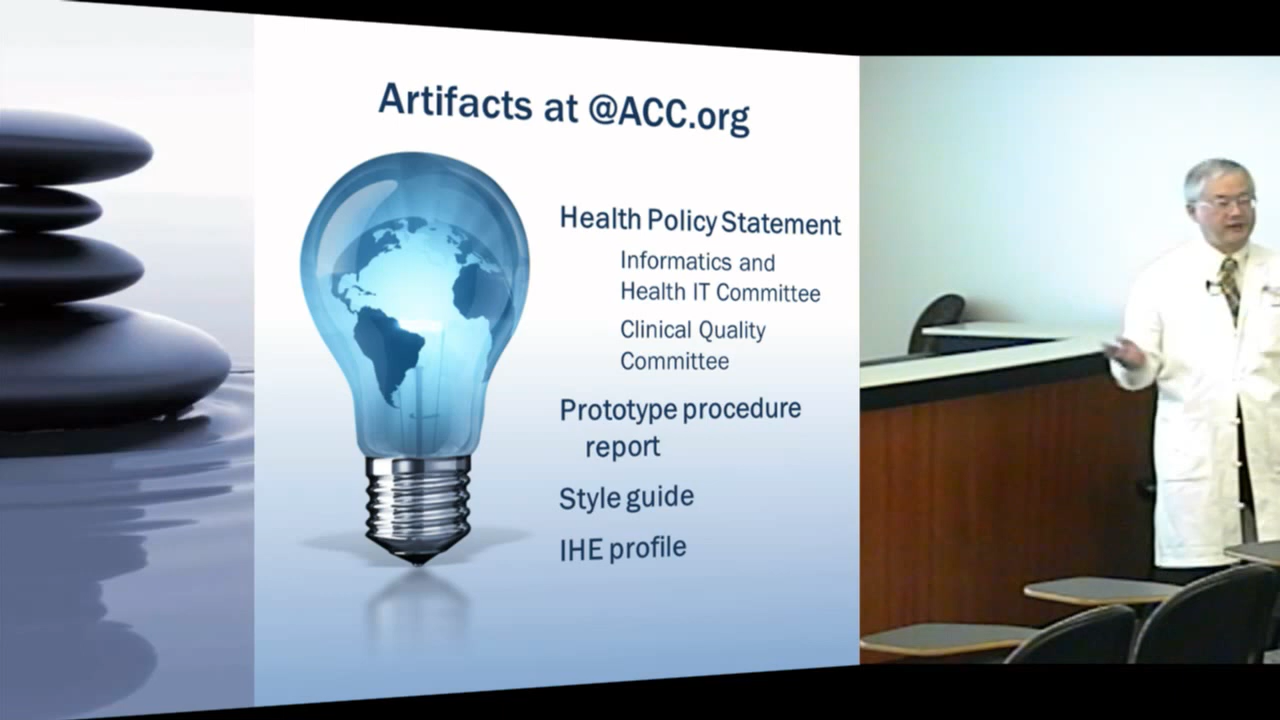 Artifacts at @ACC.org
Health Policy Statement
Informatics and
Health IT Committee
Clinical Quality
Committee
Prototype procedure
report
Style guide
IHE profile